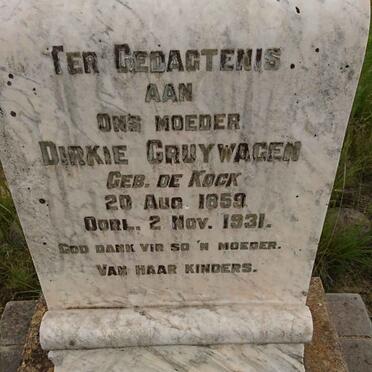 TER GEDAGTENIS
AAN
ONS MOEDER
DIRKIE GRUYWAGEN
GEB. DE KOCK
20 AUG. 1859
OORL. 2 NOV. 1931.
GOD DANK VIR SO 'N MOEDER.
VAN HAAR KINDERS.